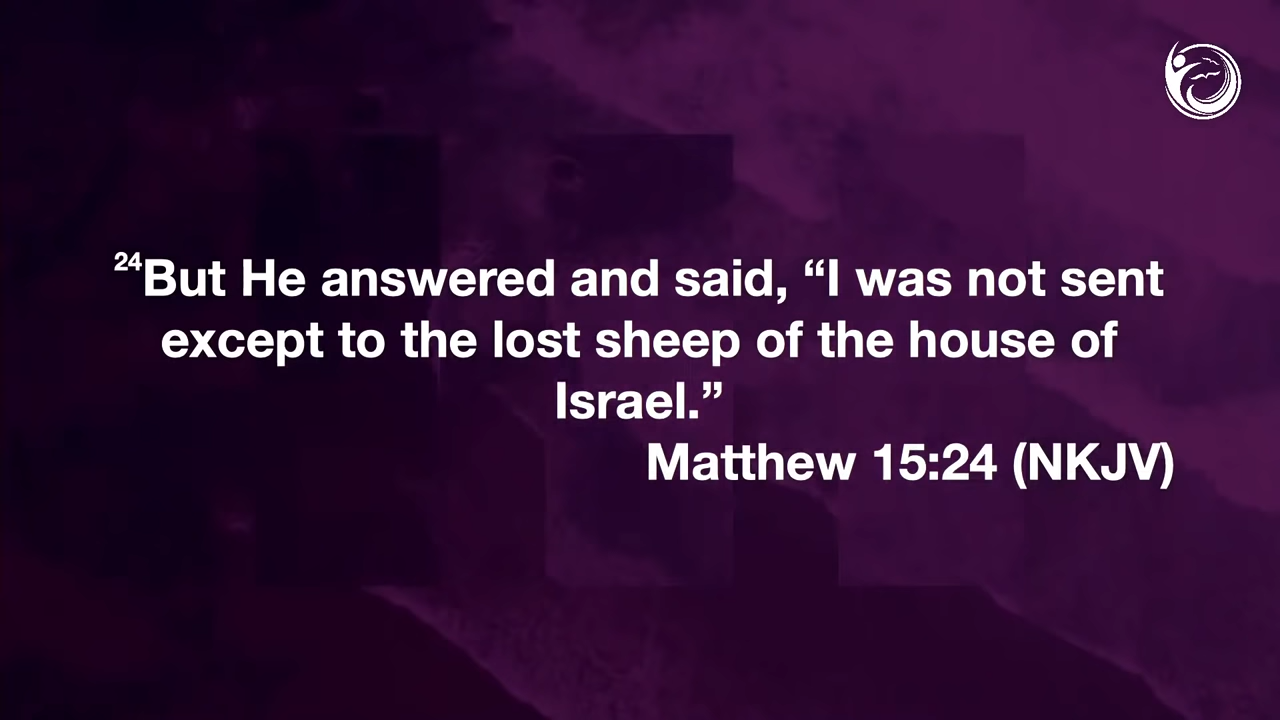 24But He answered and said, “I was not sent
except to the lost sheep of the house of
Israel.”
Matthew 15:24 (NKJV)